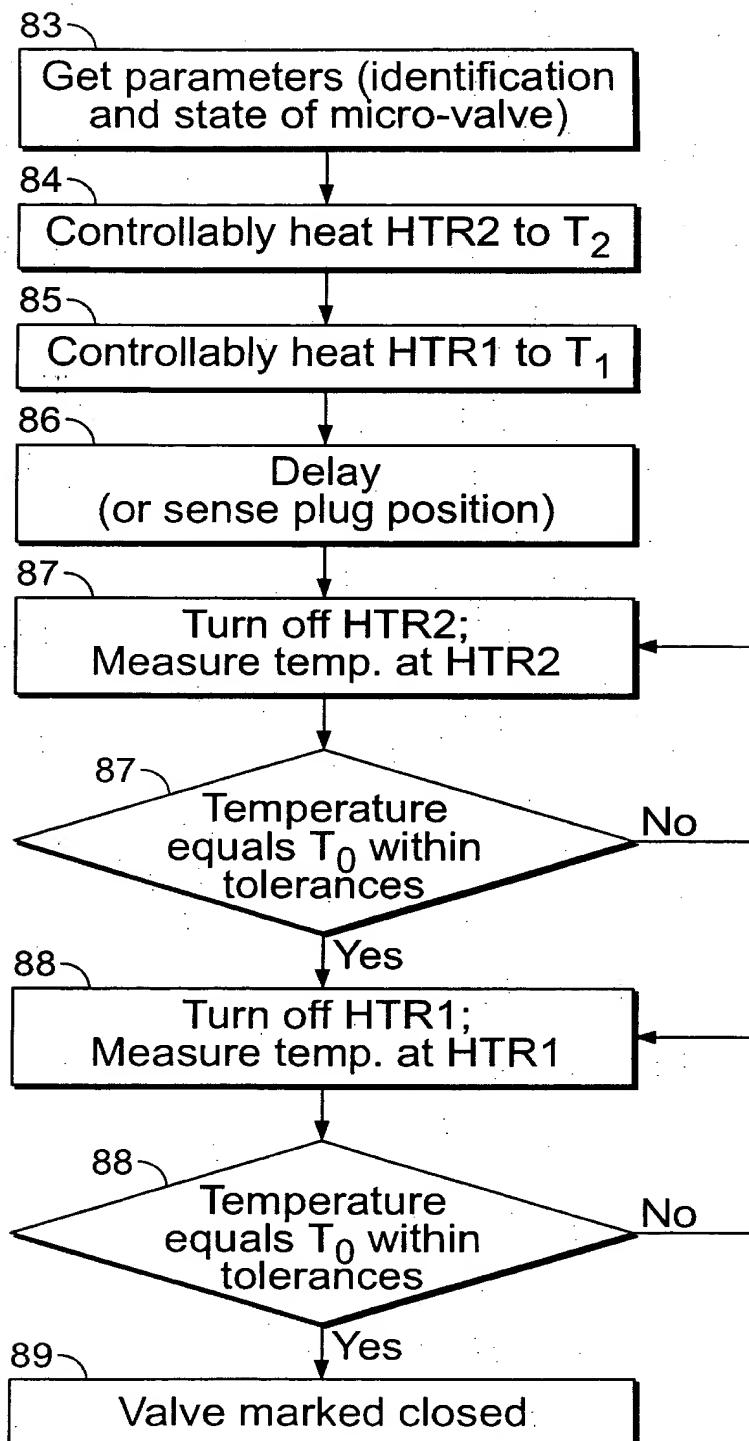 83
Get parameters (identification
and state of micro-valve)
84
Controllably heat HTR2 to T2
85
Controllably heat HTR1 to T1
86
Delay
(or sense plug position)
87
Turn off HTR2;
Measure temp. at HTR2
87
Temperature
equals T0 within
tolerances
No
Yes
88
Turn off HTR1;
Measure temp. at HTR1
88
Temperature
equals T0 within
tolerances
No
Yes
89
Valve marked closed